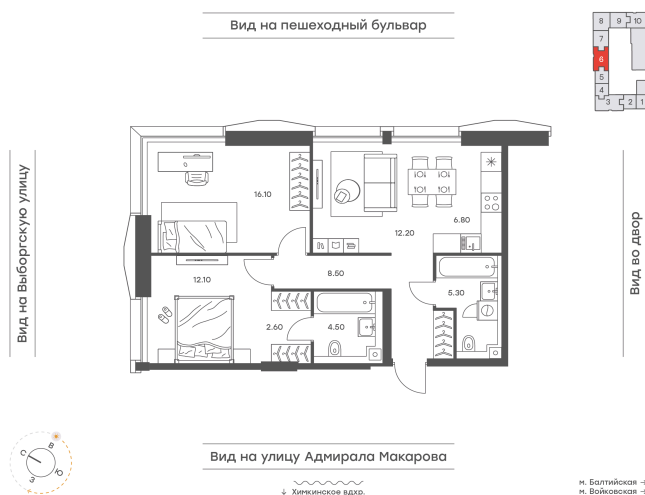 Вид на пешеходный бульвар
8 9 10
7
6
5
4
3 2 1
Вид на Выборгскую улицу
16.10
12.20
6.80
8.50
12.10
2.60
4.50
5.30
Вид во двор
В
С
Ю
З
Вид на улицу Адмирала Макарова
↓ Химкинское вдхр.
м. Балтийская →
м. Войковская →